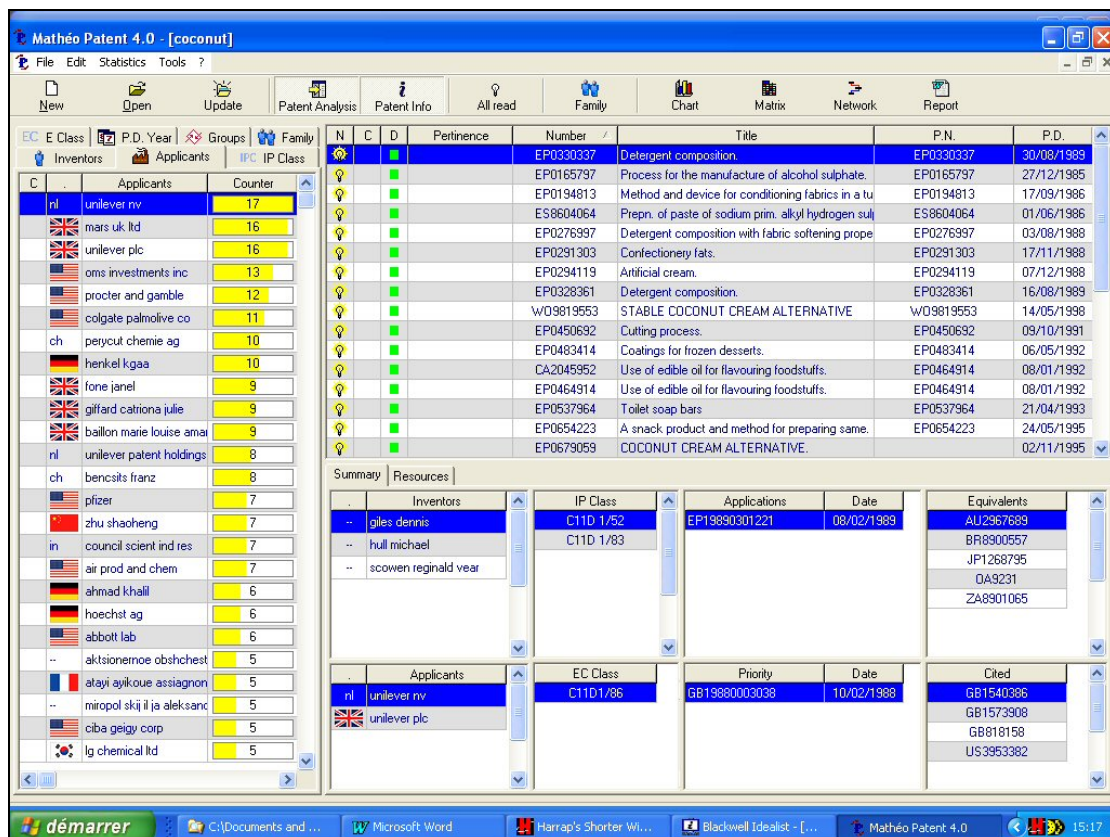 Mathéo Patent 4.0 - [coconut]
File Edit Statistics Tools ?
New Open Update Patent Analysis Patent Info All read Family Chart Matrix Network Report
EC E Class P.D. Year Groups Family
Inventors Applicants IPC IP Class
C . Applicants Counter
nl unilever nv 17
mars uk ltd 16
unilever plc 16
oms investments inc 13
procter and gamble 12
colgate palmolive co 11
ch perycut chemie ag 10
henkel kgaa 10
fone janel 9
giffard catriona julie 9
baillon marie louise amar 9
nl unilever patent holdings 8
ch bencsits franz 8
pfizer 7
zhu shaoheng 7
in council scient ind res 7
air prod and chem 7
ahmad khalil 6
hoechst ag 6
abbott lab 6
-- aktsionernoe obshchest 5
atayi ayikoue assiagnon 5
-- miropol skij il ja aleksand 5
ciba geigy corp 5
lg chemical ltd 5
N C D Pertinence Number / Title P.N. P.D.
EP0330337 Detergent composition. EP0330337 30/08/1989
EP0165797 Process for the manufacture of alcohol sulphate. EP0165797 27/12/1985
EP0194813 Method and device for conditioning fabrics in a tu EP0194813 17/09/1986
ES8604064 Prepn. of paste of sodium prim. alkyl hydrogen sul ES8604064 01/06/1986
EP0276997 Detergent composition with fabric softening prope EP0276997 03/08/1988
EP0291303 Confectionery fats. EP0291303 17/11/1988
EP0294119 Artificial cream. EP0294119 07/12/1988
EP0328361 Detergent composition. EP0328361 16/08/1989
WO9819553 STABLE COCONUT CREAM ALTERNATIVE WO9819553 14/05/1998
EP0450692 Cutting process. EP0450692 09/10/1991
EP0483414 Coatings for frozen desserts. EP0483414 06/05/1992
CA2045952 Use of edible oil for flavouring foodstuffs. EP0464914 08/01/1992
EP0464914 Use of edible oil for flavouring foodstuffs. EP0464914 08/01/1992
EP0537964 Toilet soap bars EP0537964 21/04/1993
EP0654223 A snack product and method for preparing same. EP0654223 24/05/1995
EP0679059 COCONUT CREAM ALTERNATIVE. 02/11/1995
Summary Resources
. Inventors
-- giles dennis
-- hull michael
-- scowen reginald vear
IP Class
C11D 1/52
C11D 1/83
Applications Date
EP19890301221 08/02/1989
Equivalents
AU2967689
BR8900557
JP1268795
OA9231
ZA8901065
. Applicants
nl unilever nv
unilever plc
EC Class
C11D1/86
Priority Date
GB19880003038 10/02/1988
Cited
GB1540386
GB1573908
GB818158
US3953382
démarrer C:\Documents and ... Microsoft Word Harrap's Shorter Wi... Blackwell Idealist - [... Mathéo Patent 4.0 15:17